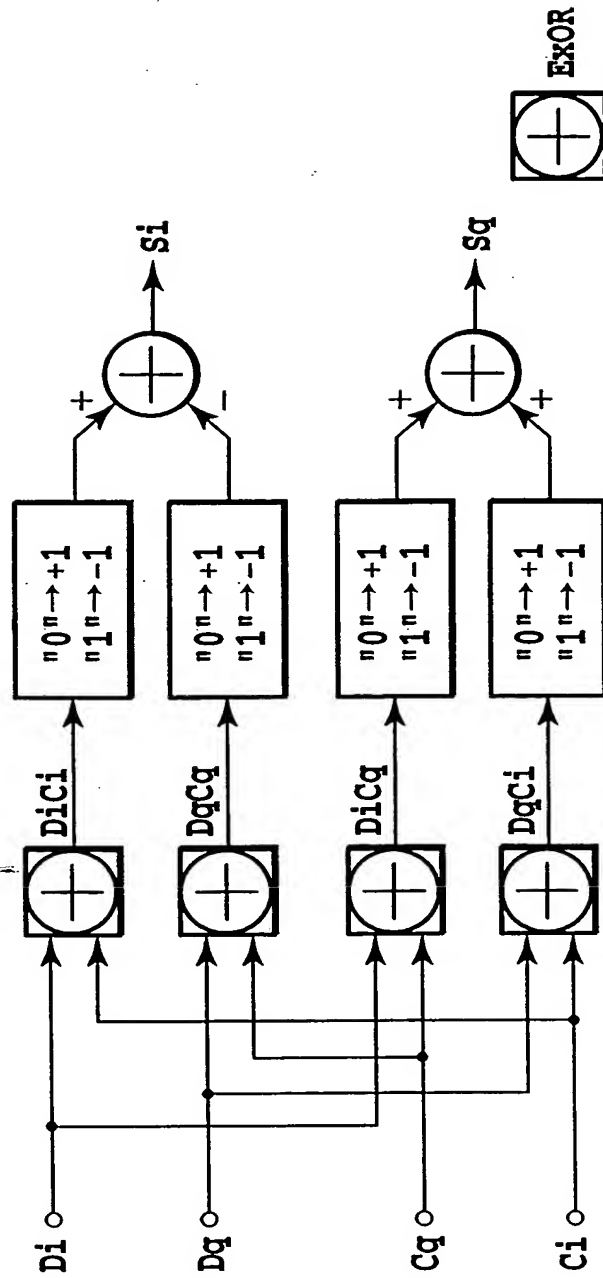 Di
Dq
Cq
Ci
DiCi
DqCq
DiCq
DqCi
"0"→+1
"1"→-1
"0"→+1
"1"→-1
"0"→+1
"1"→-1
"0"→+1
"1"→-1
+
-
+
+
Si
Sq
ExOR